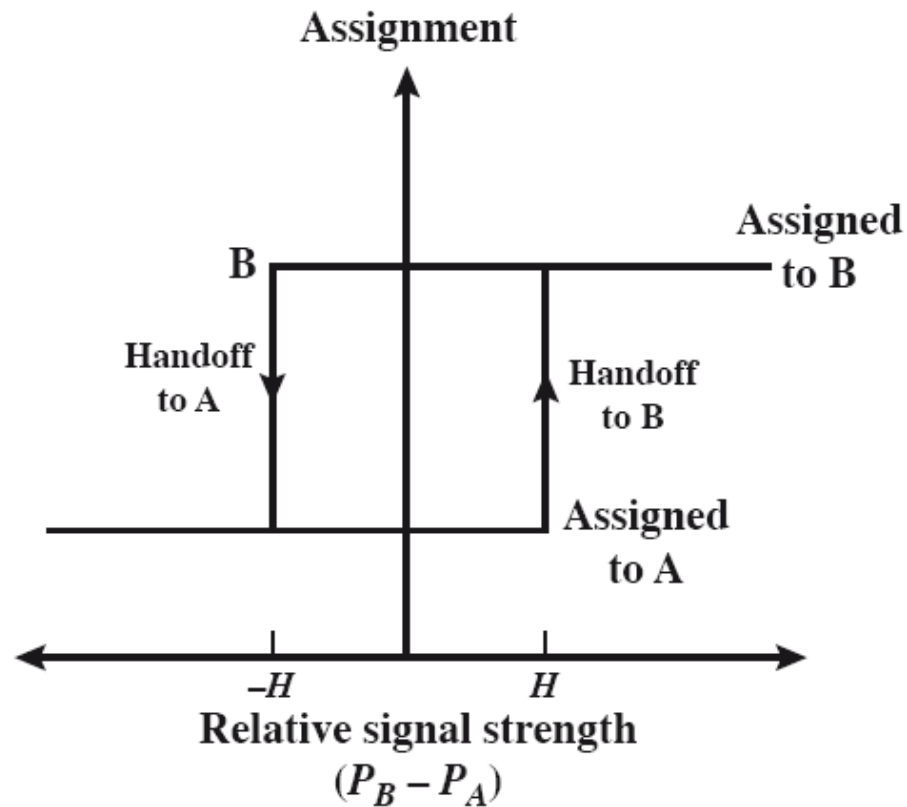 Assignment
Assigned
to B
B
Handoff
to A
Handoff
to B
Assigned
to A
–H
H
Relative signal strength
(P_B – P_A)